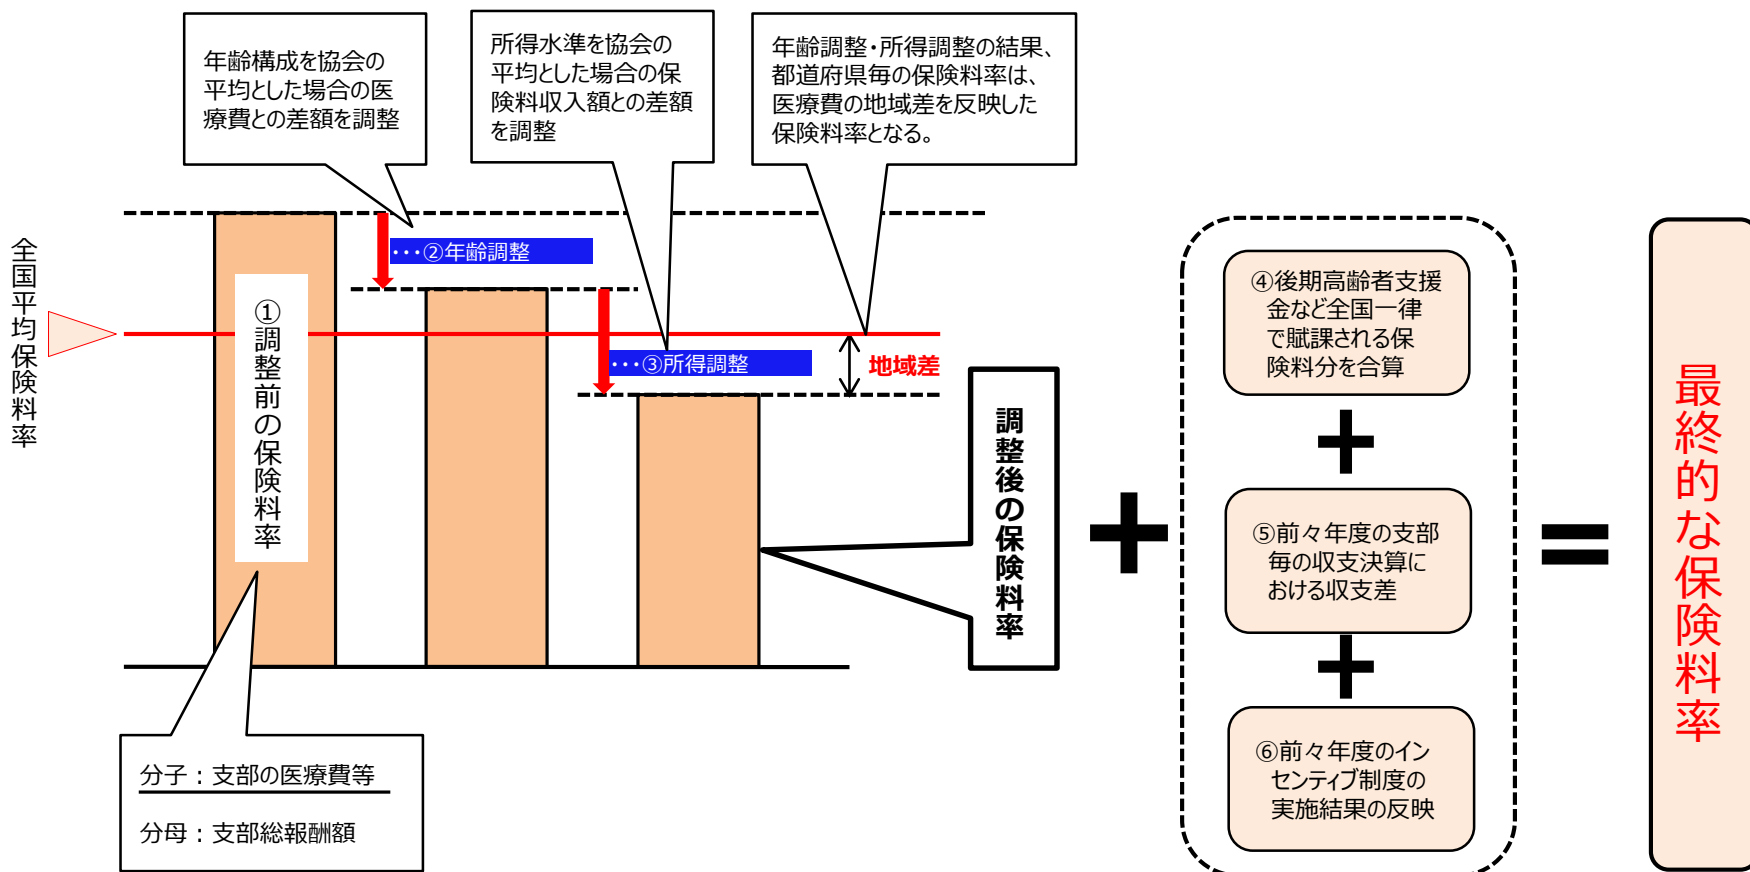 年齢構成を協会の
平均とした場合の医
療費との差額を調整
所得水準を協会の
平均とした場合の保
険料収入額との差額
を調整
年齢調整・所得調整の結果、
都道府県毎の保険料率は、
医療費の地域差を反映した
保険料率となる。
全国平均保険料率
①調整前の保険料率
・・・②年齢調整
・・・③所得調整
地域差
調整後の保険料率
分子：支部の医療費等
分母：支部総報酬額
④後期高齢者支援
金など全国一律
で賦課される保
険料分を合算
+
⑤前々年度の支部
毎の収支決算に
おける収支差
+
⑥前々年度のイン
センティブ制度の
実施結果の反映
+
=
最終的な保険料率